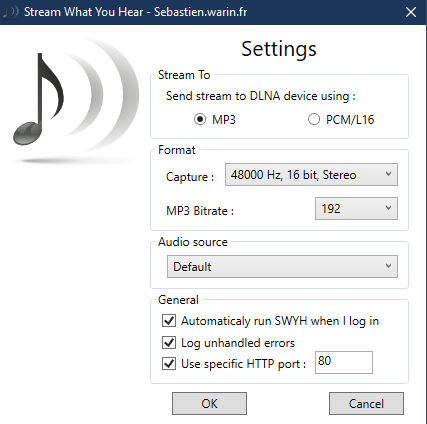 Stream What You Hear - Sebastien.warin.fr
Settings
Stream To
Send stream to DLNA device using :
MP3 PCM/L16
Format
Capture : 48000 Hz, 16 bit, Stereo
MP3 Bitrate : 192
Audio source
Default
General
Automaticaly run SWYH when I log in
Log unhandled errors
Use specific HTTP port : 80
OK Cancel